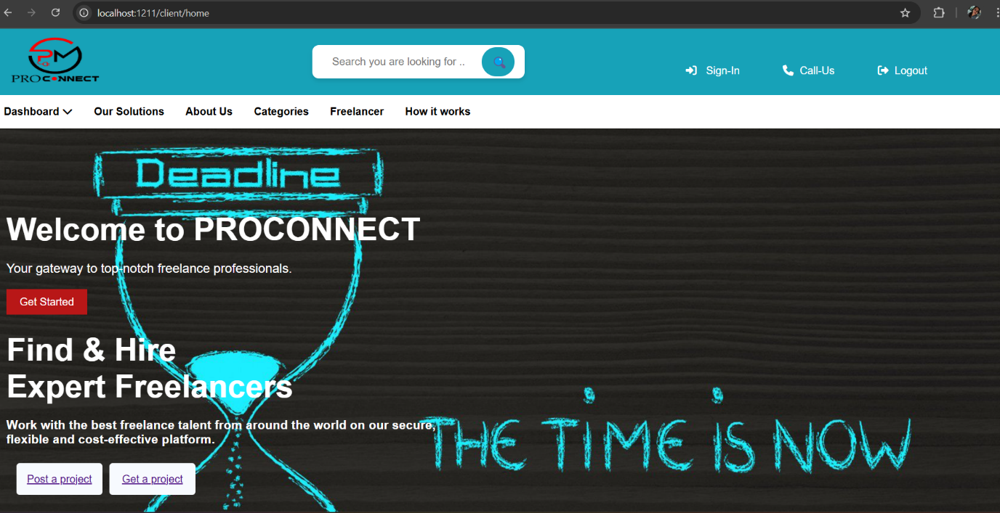 localhost:1211/client/home
PM
PROCONNECT
Search you are looking for ..
Sign-In
Call-Us
Logout
Dashboard
Our Solutions
About Us
Categories
Freelancer
How it works
Deadline
Welcome to PROCONNECT
Your gateway to top-notch freelance professionals.
Get Started
Find & Hire
Expert Freelancers
Work with the best freelance talent from around the world on our secure,
flexible and cost-effective platform.
THE TIME IS NOW
Post a project
Get a project